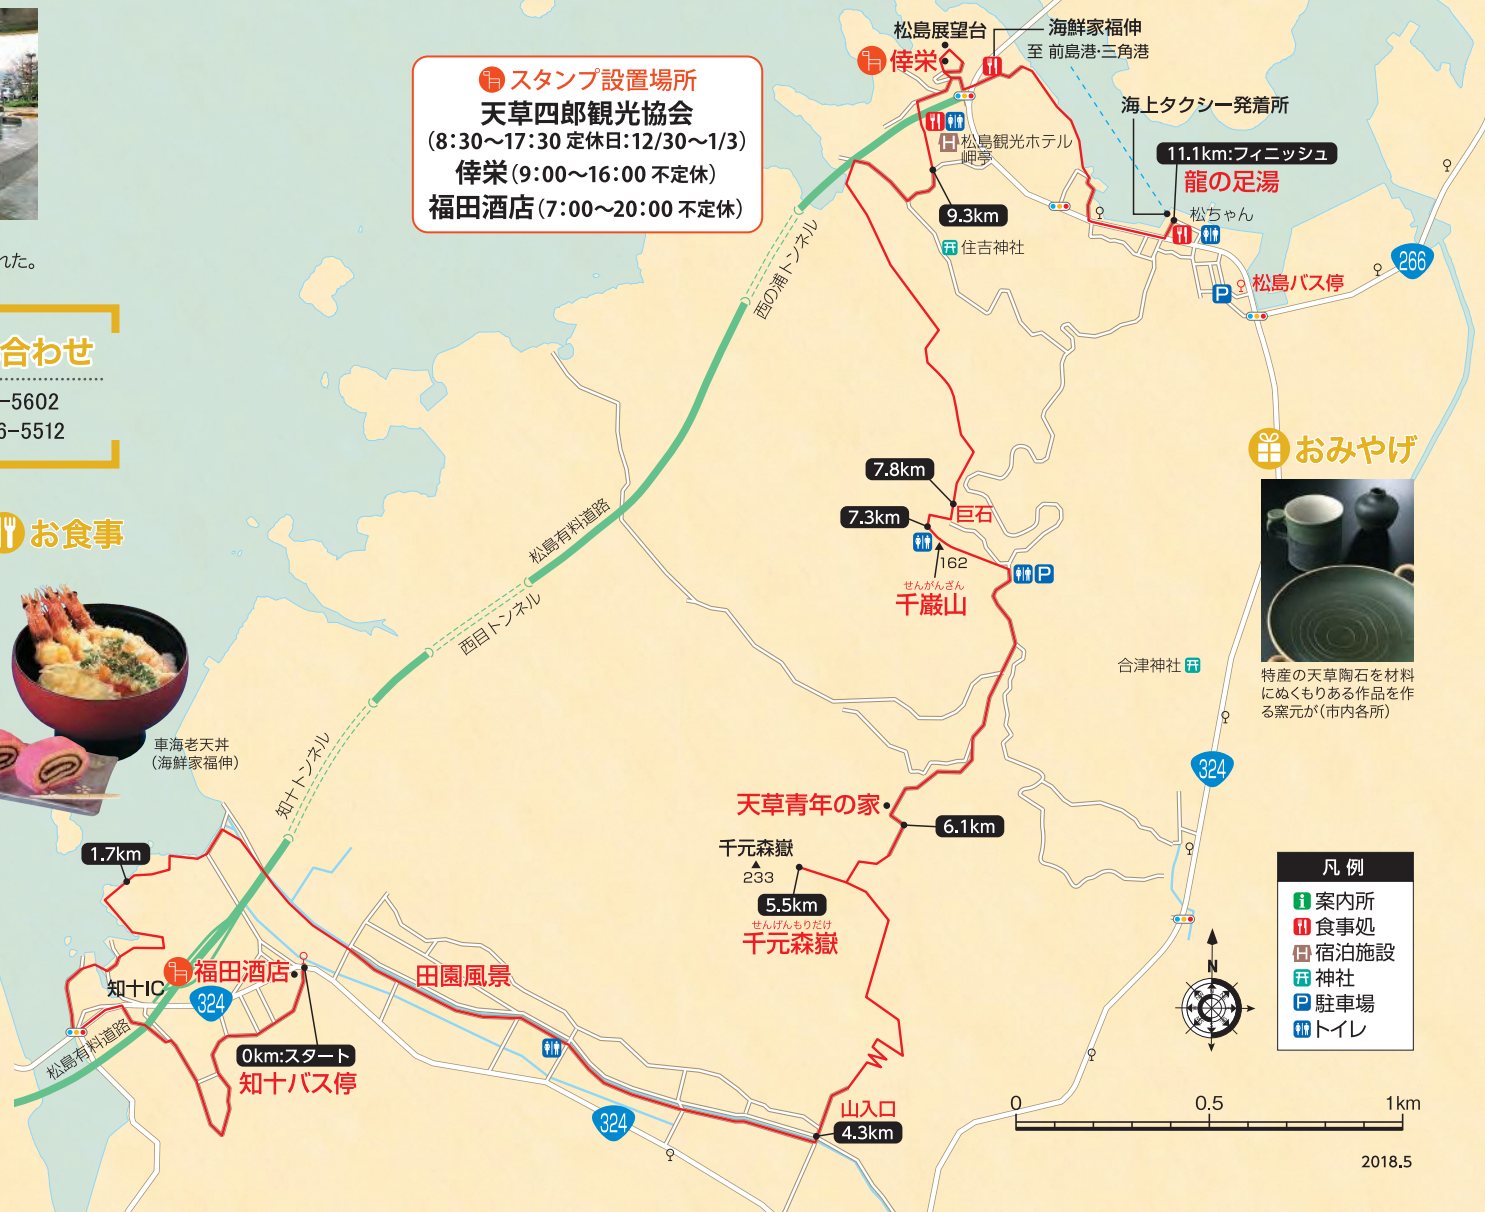 れた。
合わせ
-5602
6-5512
お食事
車海老天丼
(海鮮家福伸)
スタンプ設置場所
天草四郎観光協会
(8:30〜17:30 定休日:12/30〜1/3)
倖栄(9:00〜16:00 不定休)
福田酒店(7:00〜20:00 不定休)
松島展望台
倖栄
海鮮家福伸
至 前島港・三角港
海上タクシー発着所
11.1km:フィニッシュ
龍の足湯
松ちゃん
松島観光ホテル
岬亭
9.3km
住吉神社
266
松島バス停
西の浦トンネル
松島有料道路
西目トンネル
知十トンネル
7.8km
巨石
7.3km
162
せんがんざん
千巌山
おみやげ
特産の天草陶石を材料
にぬくもりある作品を作
る窯元が(市内各所)
合津神社
324
天草青年の家
6.1km
千元森嶽
233
5.5km
せんげんもりだけ
千元森嶽
1.7km
福田酒店
知十IC
324
松島有料道路
0km:スタート
知十バス停
田園風景
324
山入口
4.3km
凡例
案内所
食事処
宿泊施設
神社
駐車場
トイレ
N
0 0.5 1km
2018.5